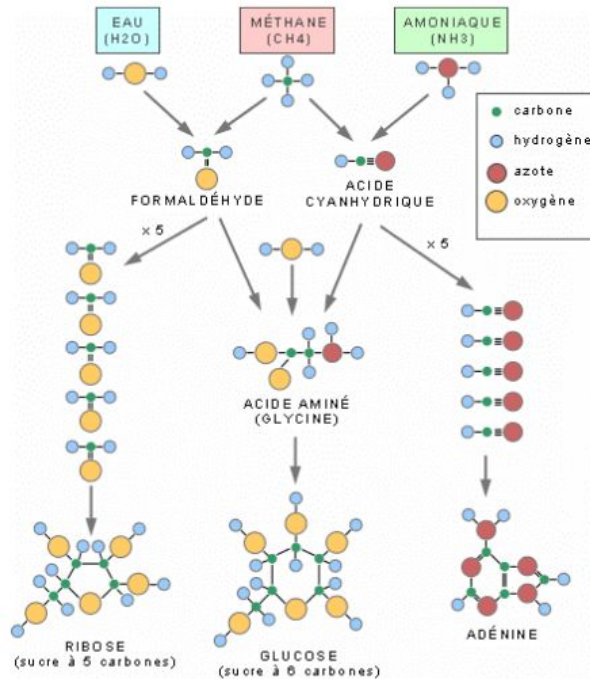 EAU
(H2O)
MÉTHANE
(CH4)
AMONIAQUE
(NH3)
carbone
hydrogène
azote
oxygène
FORMALDÉHYDE
ACIDE
CYANHYDRIQUE
× 5
× 5
ACIDE AMINÉ
(GLYCINE)
RIBOSE
(sucre à 5 carbones)
GLUCOSE
(sucre à 6 carbones)
ADÉNINE